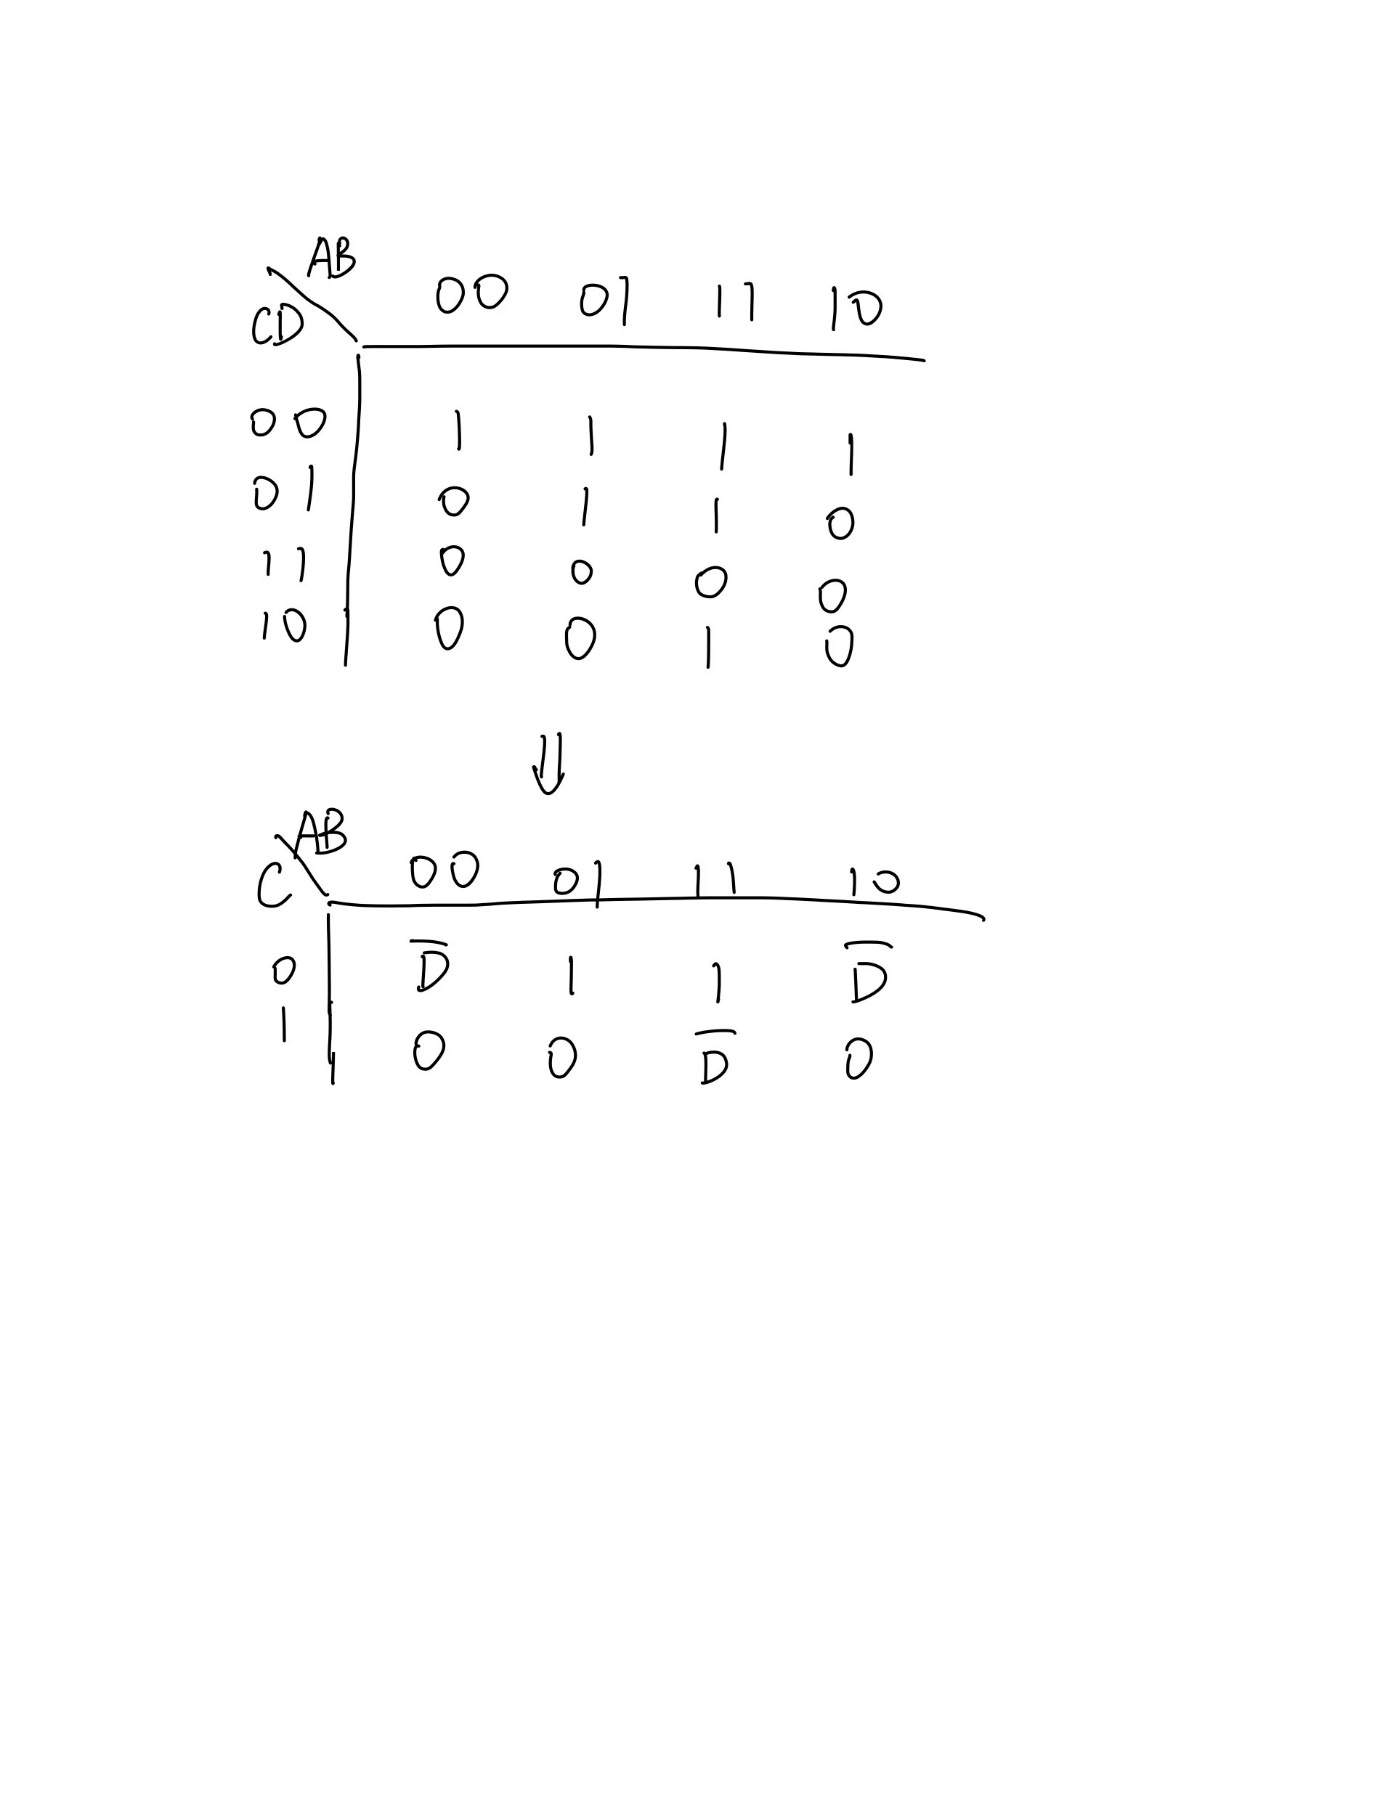 AB
CD 00 01 11 10
00 1 1 1 1
01 0 1 1 0
11 0 0 0 0
10 0 0 1 0
⇓
AB
C 00 01 11 10
0 D̅ 1 1 D̅
1 0 0 D̅ 0